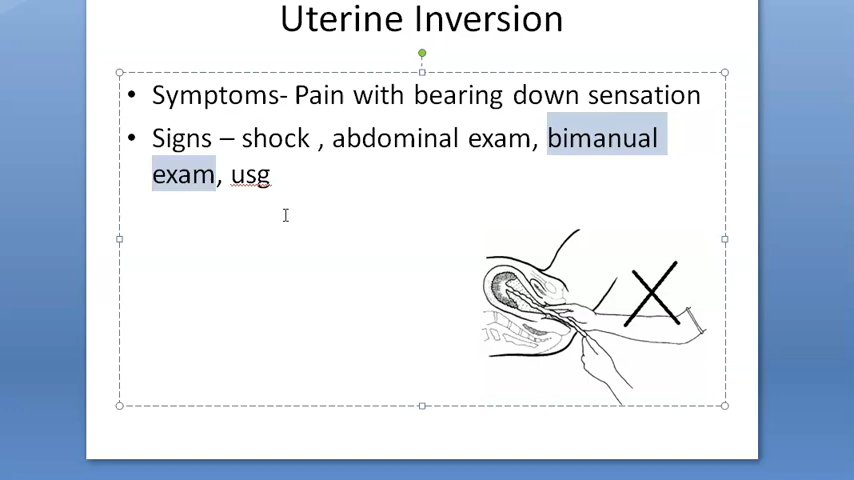 Uterine Inversion
• Symptoms- Pain with bearing down sensation
• Signs – shock , abdominal exam, bimanual
exam, usg